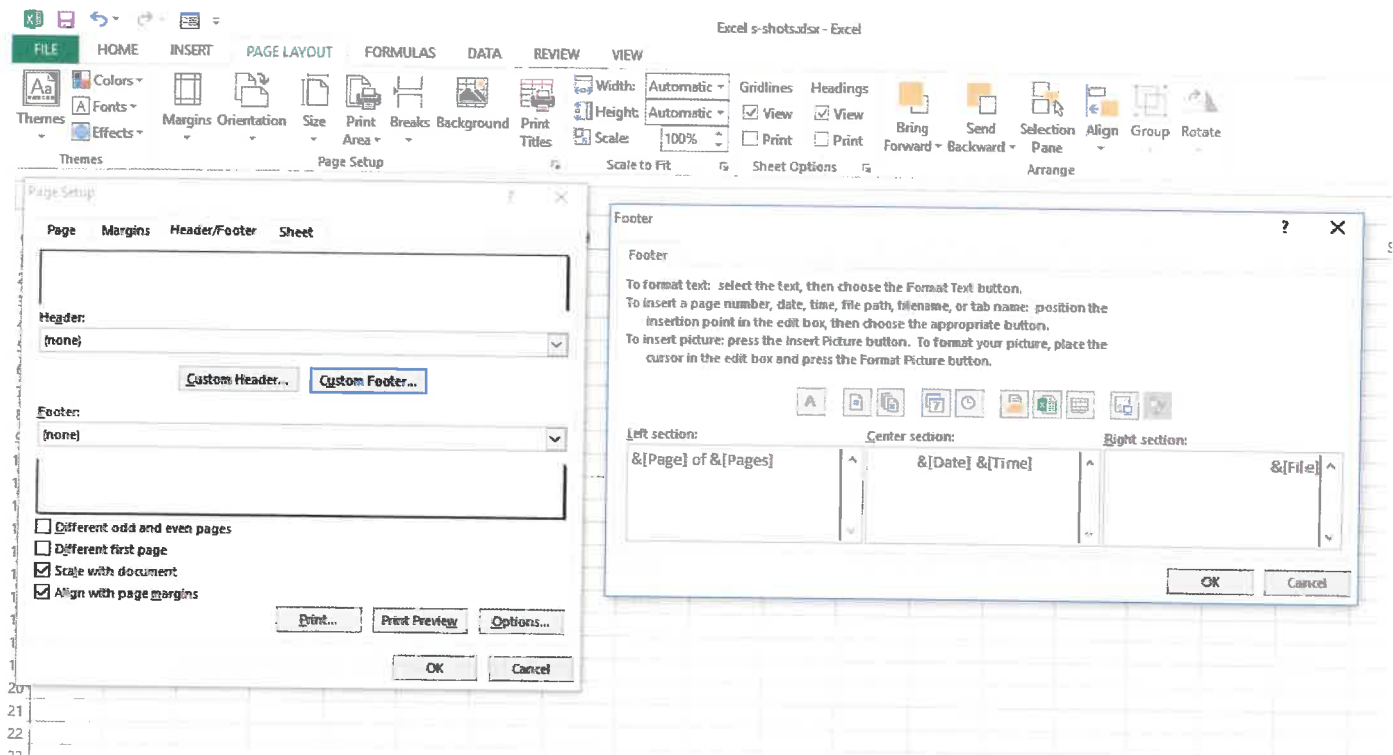 Excel s-shots.xlsx - Excel
FILE HOME INSERT PAGE LAYOUT FORMULAS DATA REVIEW VIEW
Aa Colors Width: Automatic Gridlines Headings
A Fonts Height: Automatic View View
Themes Effects Margins Orientation Size Print Area Breaks Background Print Titles Scale: 100% Print Print Bring Forward Send Backward Selection Pane Align Group Rotate
Themes Page Setup Scale to Fit Sheet Options Arrange
Page Setup ?
Page Margins Header/Footer Sheet
Header:
(none)
Custom Header... Custom Footer...
Footer:
(none)
Different odd and even pages
Different first page
Scale with document
Align with page margins
Print... Print Preview Options...
OK Cancel
Footer ? X
Footer
To format text: select the text, then choose the Format Text button.
To insert a page number, date, time, file path, filename, or tab name: position the
insertion point in the edit box, then choose the appropriate button.
To insert picture: press the Insert Picture button. To format your picture, place the
cursor in the edit box and press the Format Picture button.
A
Left section: Center section: Right section:
&[Page] of &[Pages] &[Date] &[Time] &[File]
OK Cancel
20
21
22